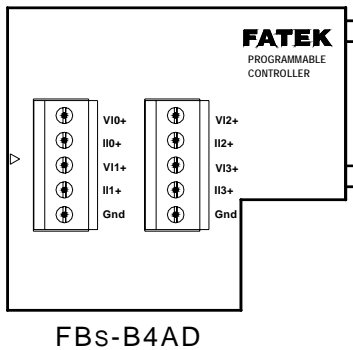 FATEK
PROGRAMMABLE
CONTROLLER
VI0+
II0+
VI1+
II1+
Gnd
VI2+
II2+
VI3+
II3+
Gnd
FBs-B4AD